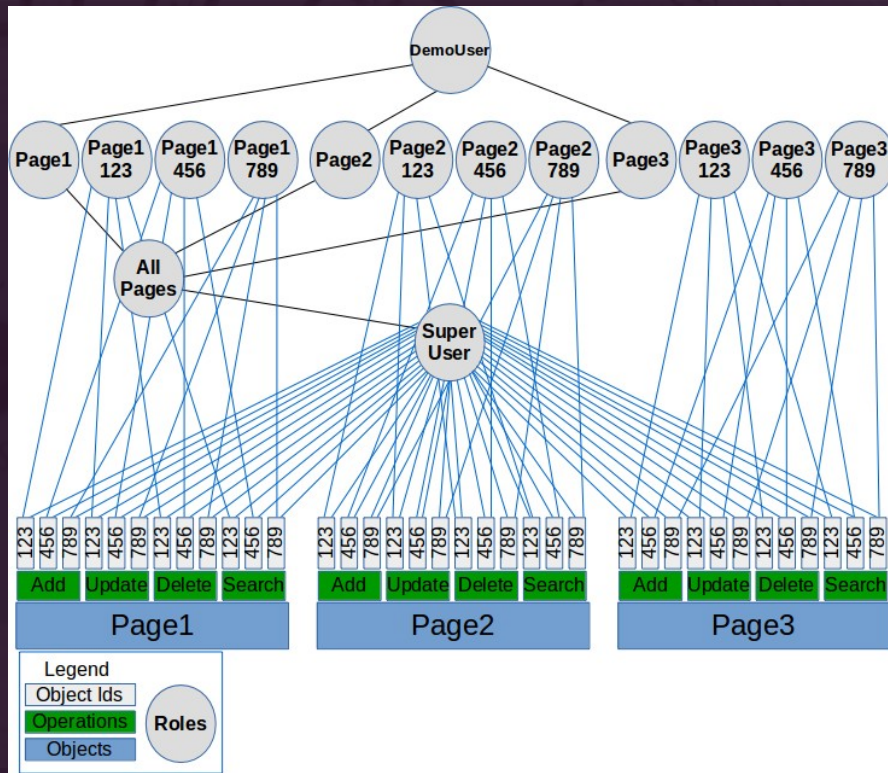 DemoUser
Page1
Page1
123
Page1
456
Page1
789
Page2
Page2
123
Page2
456
Page2
789
Page3
Page3
123
Page3
456
Page3
789
All
Pages
Super
User
123 456 789 123 456 789 123 456 789 123 456 789
123 456 789 123 456 789 123 456 789 123 456 789
123 456 789 123 456 789 123 456 789 123 456 789
Add Update Delete Search
Add Update Delete Search
Add Update Delete Search
Page1
Page2
Page3
Legend
Object Ids
Operations
Objects
Roles